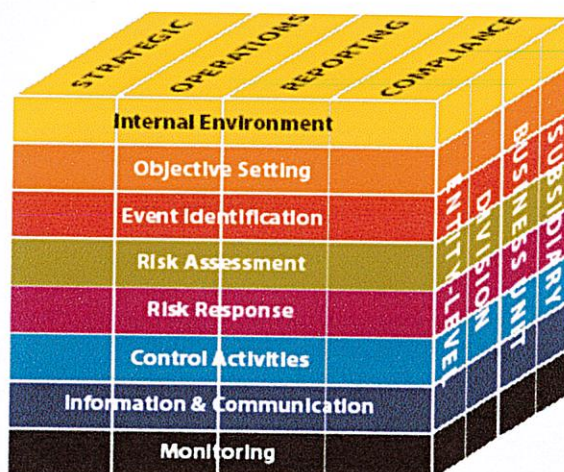 STRATEGIC
OPERATIONS
REPORTING
COMPLIANCE
Internal Environment
Objective Setting
Event Identification
Risk Assessment
Risk Response
Control Activities
Information & Communication
Monitoring
ENTITY-LEVEL
DIVISION
BUSINESS UNIT
SUBSIDIARY